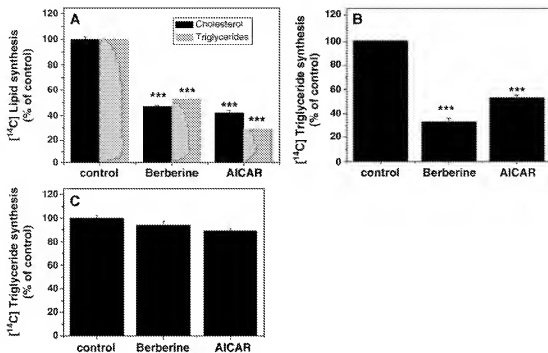 A
Cholesterol
Triglycerides
[14C] Lipid synthesis
(% of control)
120
100
80
60
40
20
0
***
***
***
***
control
Berberine
AICAR
B
[14C] Triglyceride synthesis
(% of control)
100
80
60
40
20
0
***
***
control
Berberine
AICAR
C
[14C] Triglyceride synthesis
(% of control)
120
100
80
60
40
20
0
control
Berberine
AICAR